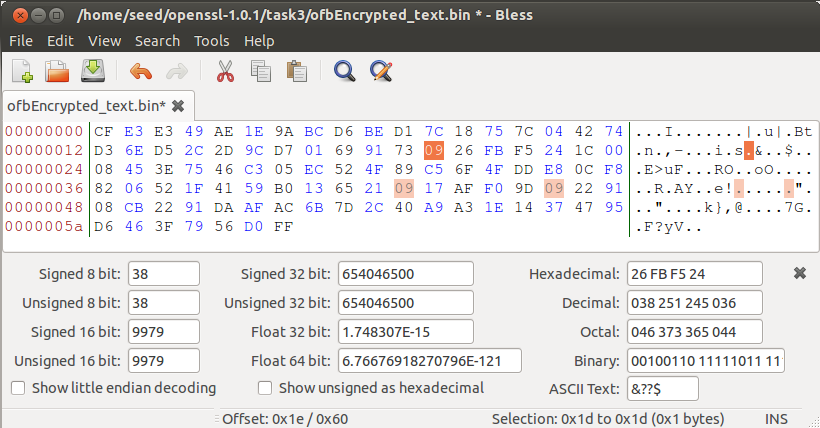 /home/seed/openssl-1.0.1/task3/ofbEncrypted_text.bin * - Bless
File Edit View Search Tools Help
ofbEncrypted_text.bin*
00000000 CF E3 E3 49 AE 1E 9A BC D6 BE D1 7C 18 75 7C 04 42 74 ...I.......|.u|.Bt
00000012 D3 6E D5 2C 2D 9C D7 01 69 91 73 09 26 FB F5 24 1C 00 .n.,-...i.s.&..$..
00000024 08 45 3E 75 46 C3 05 EC 52 4F 89 C5 6F 4F DD E8 0C F8 .E>uF...RO..oO....
00000036 82 06 52 1F 41 59 B0 13 65 21 09 17 AF F0 9D 09 22 91 ..R.AY..e!......".
00000048 08 CB 22 91 DA AF AC 6B 7D 2C 40 A9 A3 1E 14 37 47 95 .."....k},@....7G.
0000005a D6 46 3F 79 56 D0 FF .F?yV..
Signed 8 bit: 38 Signed 32 bit: 654046500 Hexadecimal: 26 FB F5 24
Unsigned 8 bit: 38 Unsigned 32 bit: 654046500 Decimal: 038 251 245 036
Signed 16 bit: 9979 Float 32 bit: 1.748307E-15 Octal: 046 373 365 044
Unsigned 16 bit: 9979 Float 64 bit: 6.76676918270796E-121 Binary: 00100110 11111011 11
Show little endian decoding Show unsigned as hexadecimal ASCII Text: &??$
Offset: 0x1e / 0x60 Selection: 0x1d to 0x1d (0x1 bytes) INS